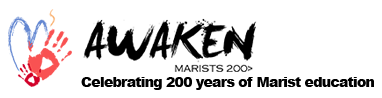 AWAKEN
MARISTS 200>
Celebrating 200 years of Marist education